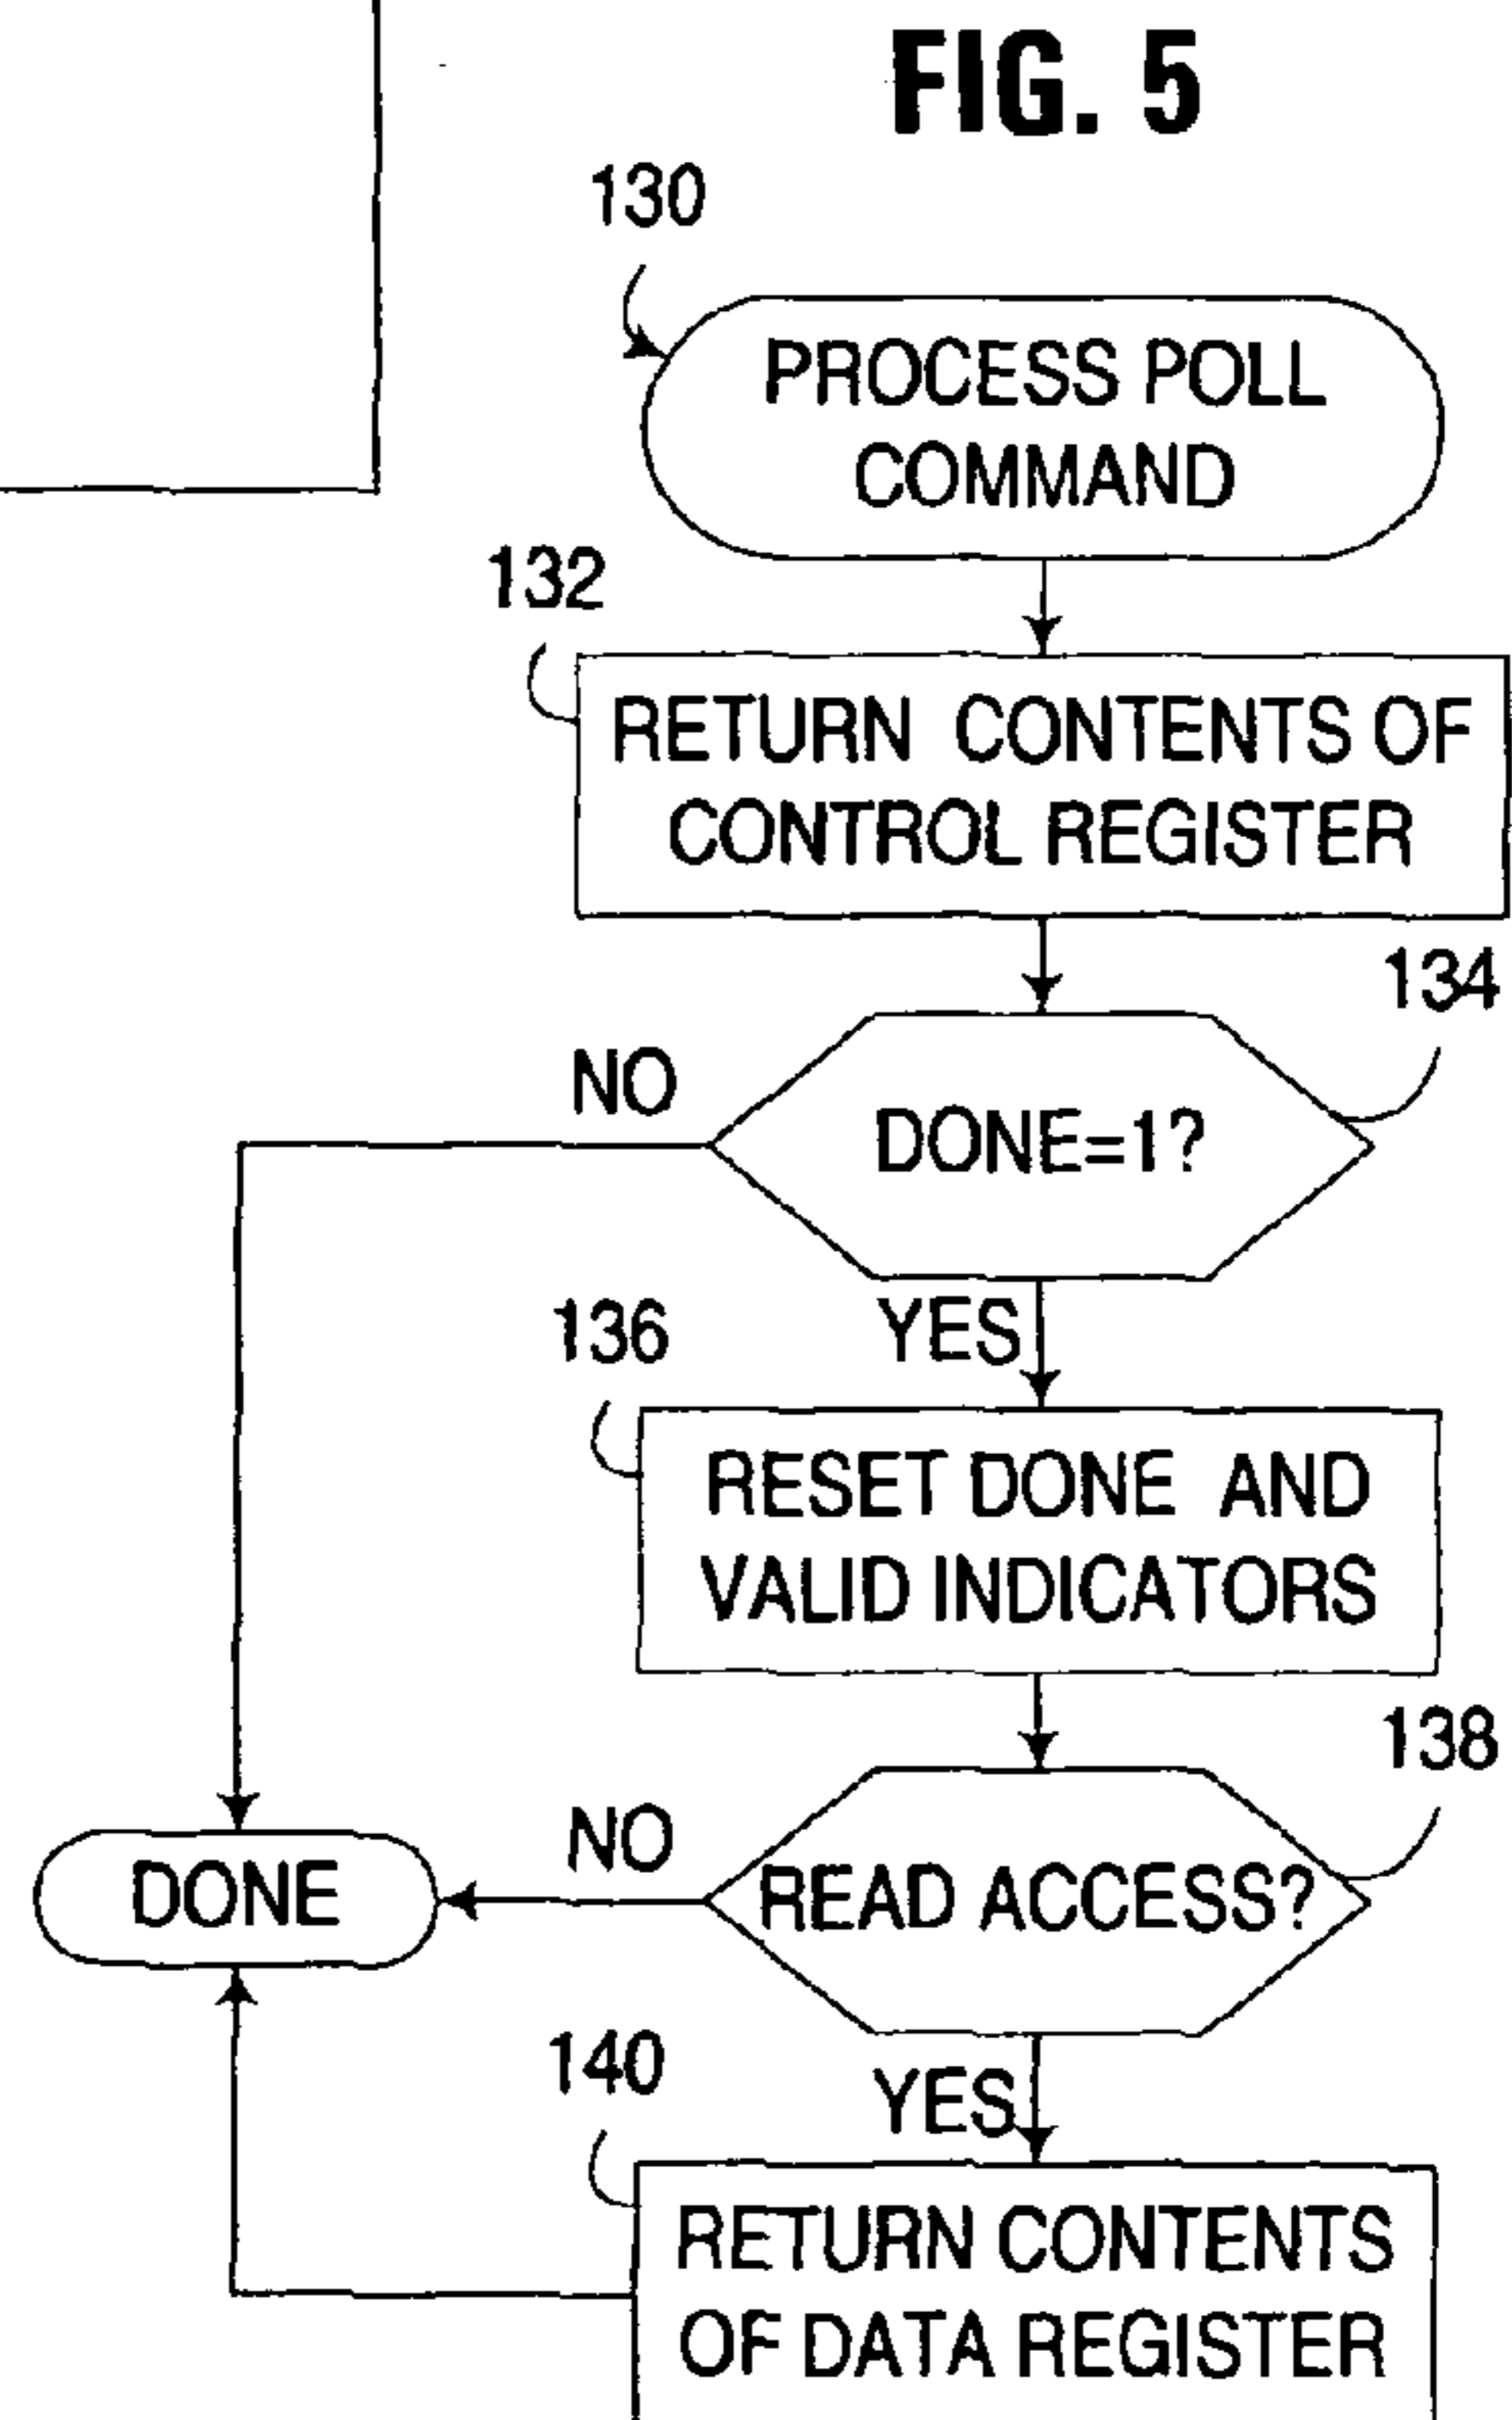 FIG. 5
130
PROCESS POLL
COMMAND
132
RETURN CONTENTS OF
CONTROL REGISTER
134
NO
DONE=1?
136
YES
RESET DONE AND
VALID INDICATORS
138
NO
DONE
READ ACCESS?
140
YES
RETURN CONTENTS
OF DATA REGISTER